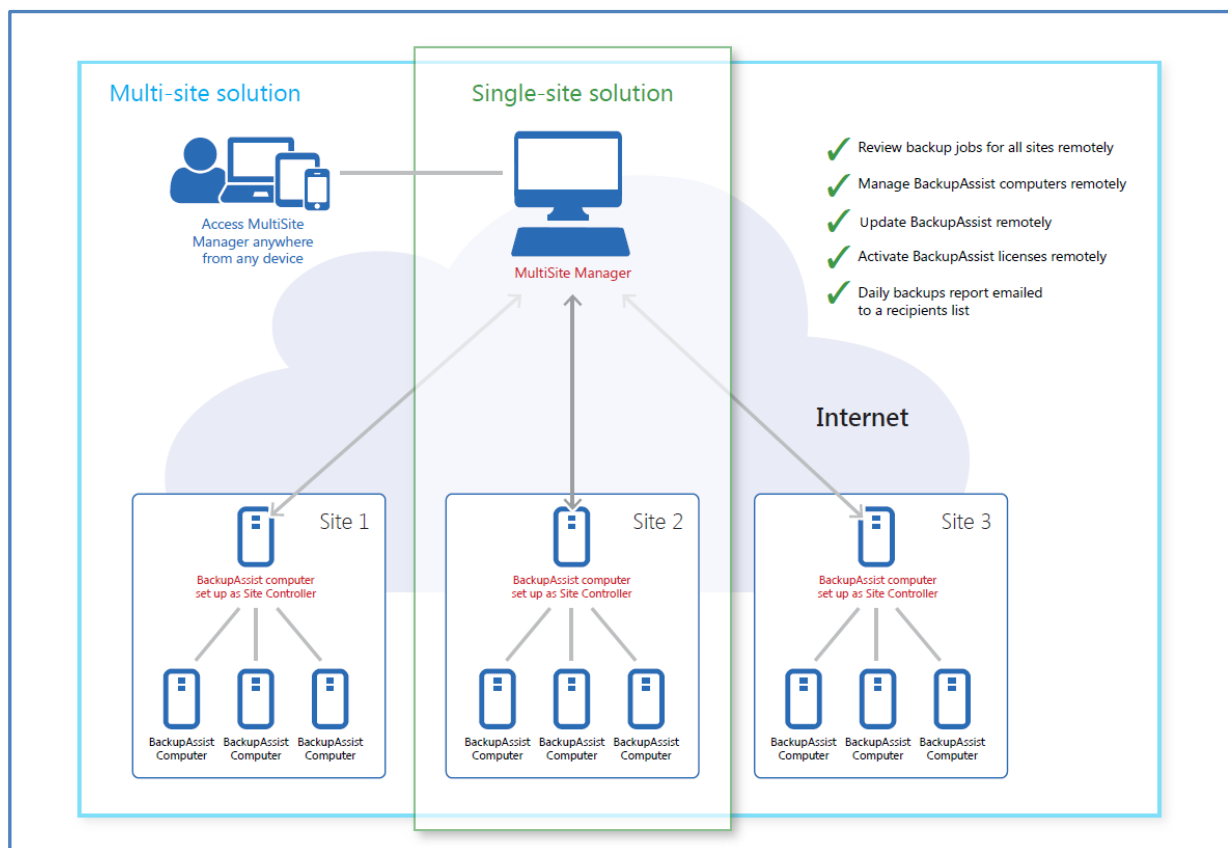 Multi-site solution
Single-site solution
Access MultiSite
Manager anywhere
from any device
MultiSite Manager
Review backup jobs for all sites remotely
Manage BackupAssist computers remotely
Update BackupAssist remotely
Activate BackupAssist licenses remotely
Daily backups report emailed
to a recipients list
Internet
Site 1
BackupAssist computer
set up as Site Controller
BackupAssist
Computer
BackupAssist
Computer
BackupAssist
Computer
Site 2
BackupAssist computer
set up as Site Controller
BackupAssist
Computer
BackupAssist
Computer
BackupAssist
Computer
Site 3
BackupAssist computer
set up as Site Controller
BackupAssist
Computer
BackupAssist
Computer
BackupAssist
Computer